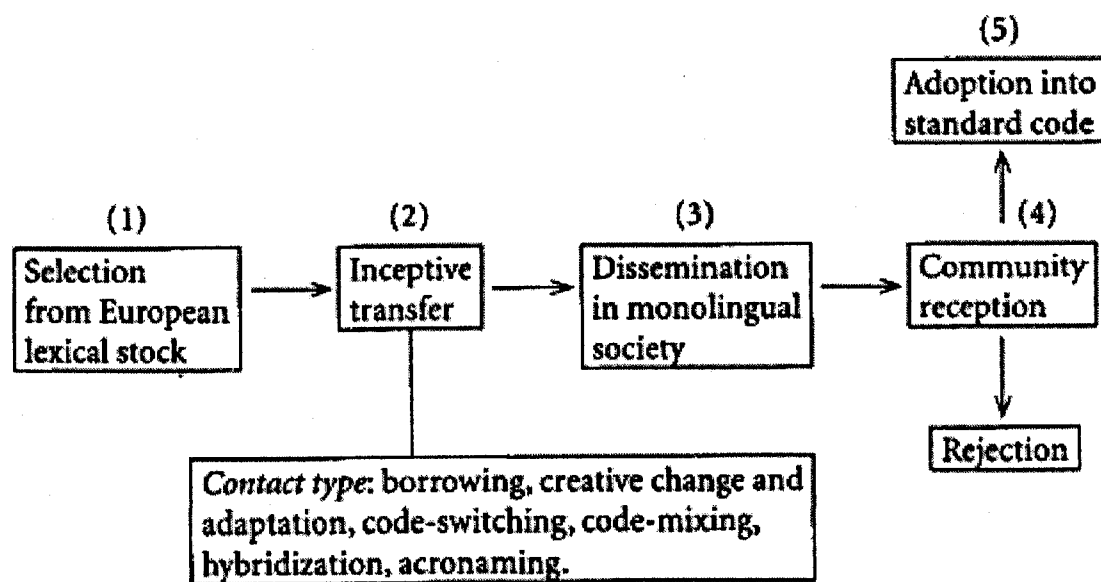 (5)
Adoption into
standard code
(1)
Selection
from European
lexical stock
(2)
Inceptive
transfer
(3)
Dissemination
in monolingual
society
(4)
Community
reception
Rejection
Contact type: borrowing, creative change and
adaptation, code-switching, code-mixing,
hybridization, acronaming.